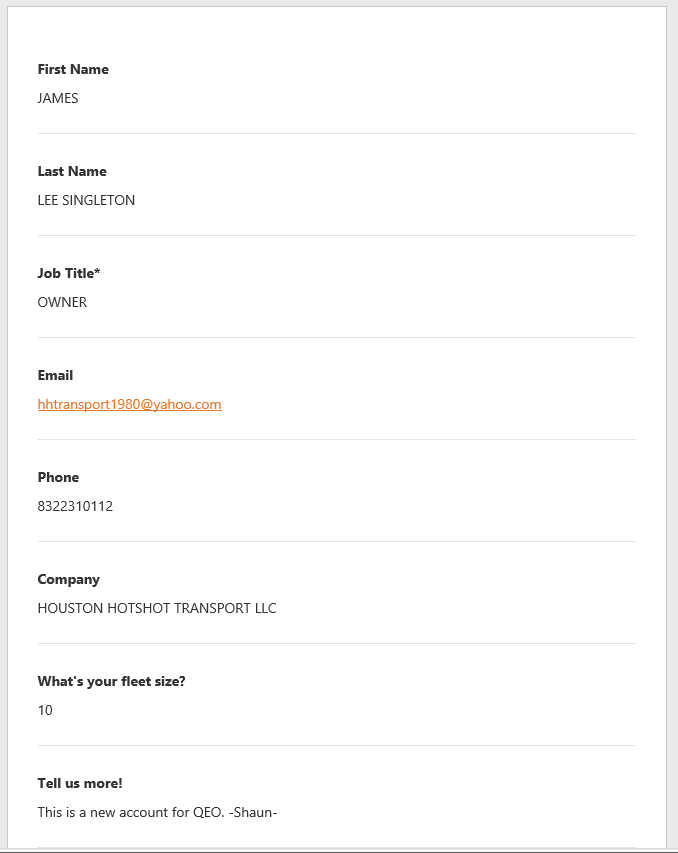 First Name
JAMES
Last Name
LEE SINGLETON
Job Title*
OWNER
Email
hhtransport1980@yahoo.com
Phone
8322310112
Company
HOUSTON HOTSHOT TRANSPORT LLC
What's your fleet size?
10
Tell us more!
This is a new account for QEO. -Shaun-